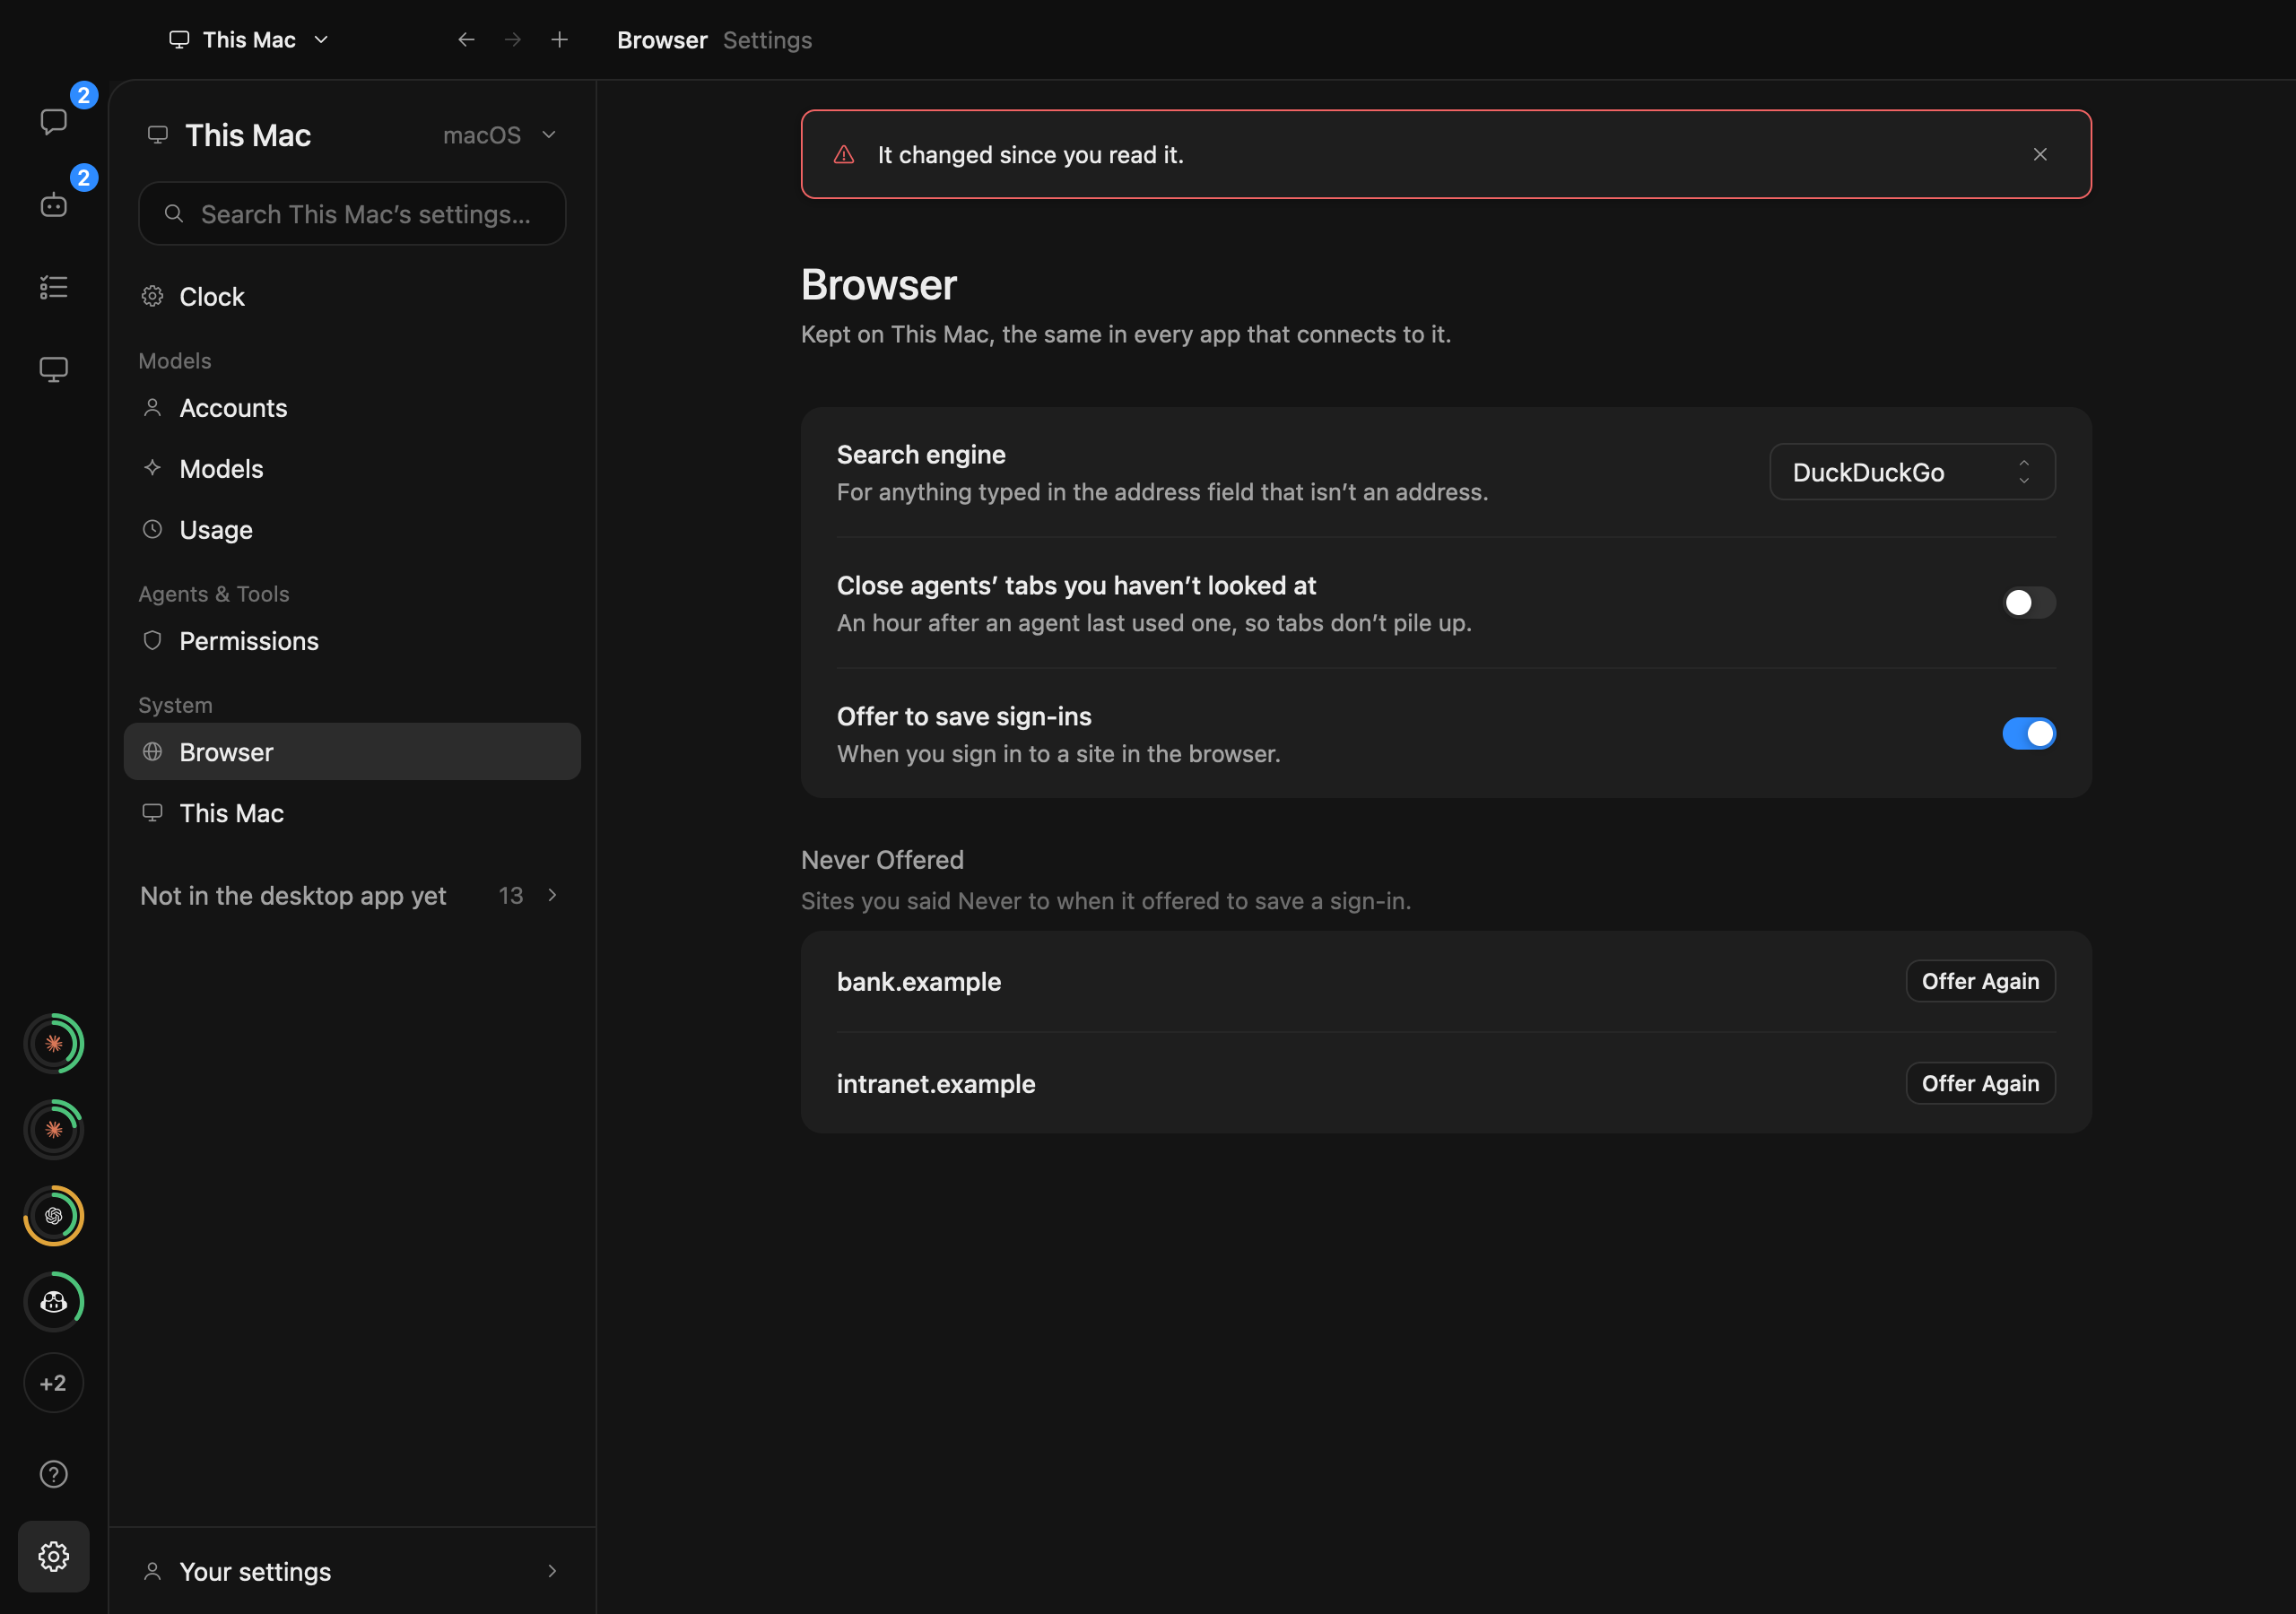 This Mac
Browser Settings
2
2
This Mac macOS
Search This Mac’s settings...
Clock
Models
Accounts
Models
Usage
Agents & Tools
Permissions
System
Browser
This Mac
Not in the desktop app yet 13
+2
Your settings
It changed since you read it.
Browser
Kept on This Mac, the same in every app that connects to it.
Search engine
For anything typed in the address field that isn’t an address.
DuckDuckGo
Close agents’ tabs you haven’t looked at
An hour after an agent last used one, so tabs don’t pile up.
Offer to save sign-ins
When you sign in to a site in the browser.
Never Offered
Sites you said Never to when it offered to save a sign-in.
bank.example
Offer Again
intranet.example
Offer Again